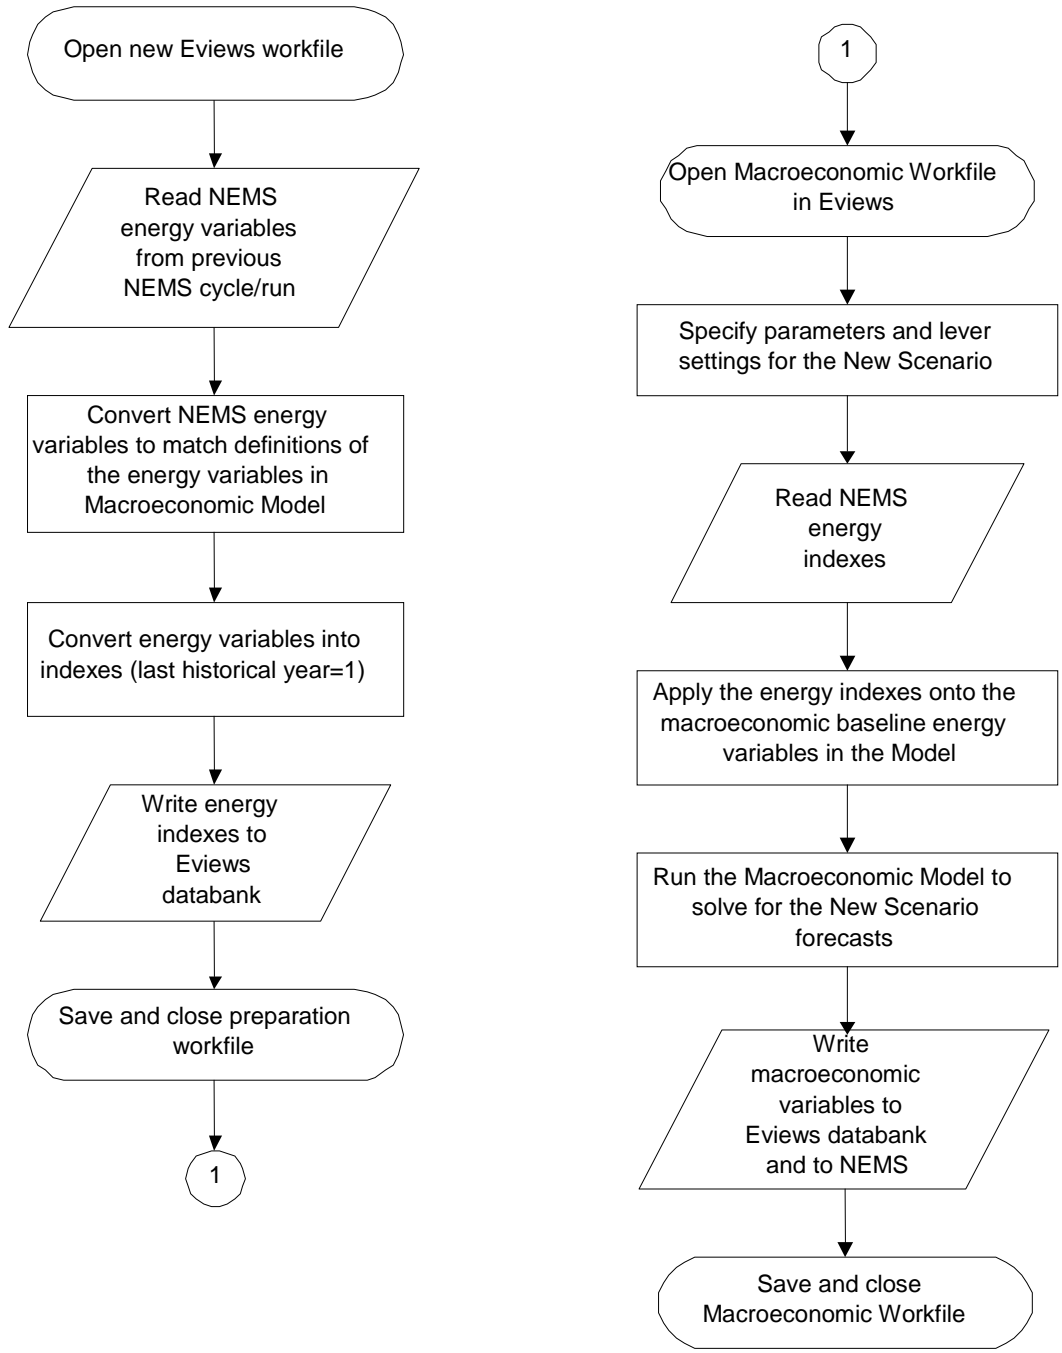 Open new Eviews workfile
Read NEMS
energy variables
from previous
NEMS cycle/run
Convert NEMS energy
variables to match definitions of
the energy variables in
Macroeconomic Model
Convert energy variables into
indexes (last historical year=1)
Write energy
indexes to
Eviews
databank
Save and close preparation
workfile
1
1
Open Macroeconomic Workfile
in Eviews
Specify parameters and lever
settings for the New Scenario
Read NEMS
energy
indexes
Apply the energy indexes onto the
macroeconomic baseline energy
variables in the Model
Run the Macroeconomic Model to
solve for the New Scenario
forecasts
Write
macroeconomic
variables to
Eviews databank
and to NEMS
Save and close
Macroeconomic Workfile